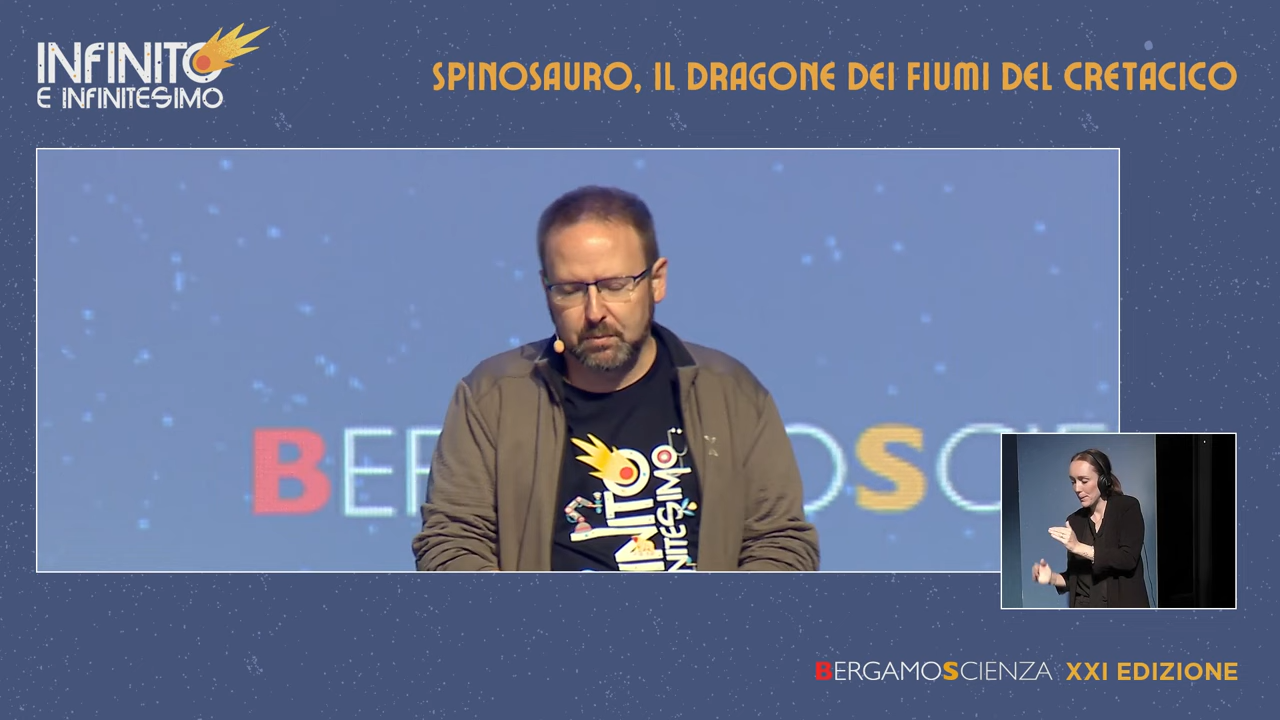 INFINITO
E INFINITESIMO
SPINOSAURO, IL DRAGONE DEI FIUMI DEL CRETACICO
BERGAMOSCIENZA XXI EDIZIONE